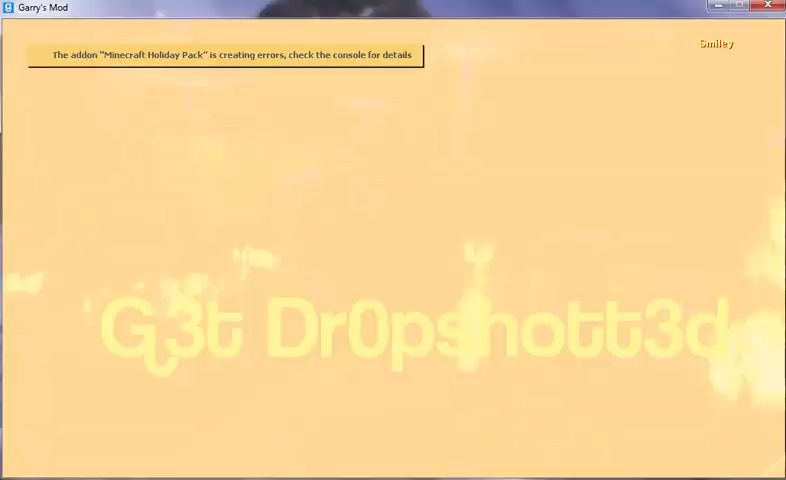 Garry's Mod
The addon "Minecraft Holiday Pack" is creating errors, check the console for details
Smiley
G3t Dr0pshott3d